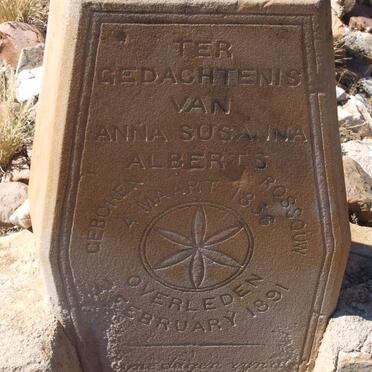 TER
GEDACHTENIS
VAN
ANNA SUSANNA
ALBERTS
GEBOREN ROSSOUW
4 MAART 1836
OVERLEDEN
FEBRUARY 1891